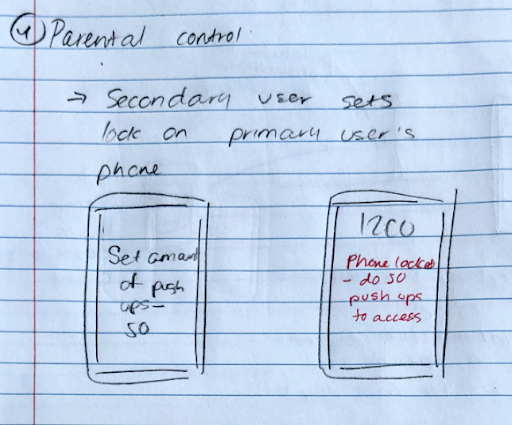 4 Parental control.
→ Secondary user sets
lock on primary user's
phone
Set amount
of push
ups -
50
1200
Phone locked
- do 50
push ups
to access